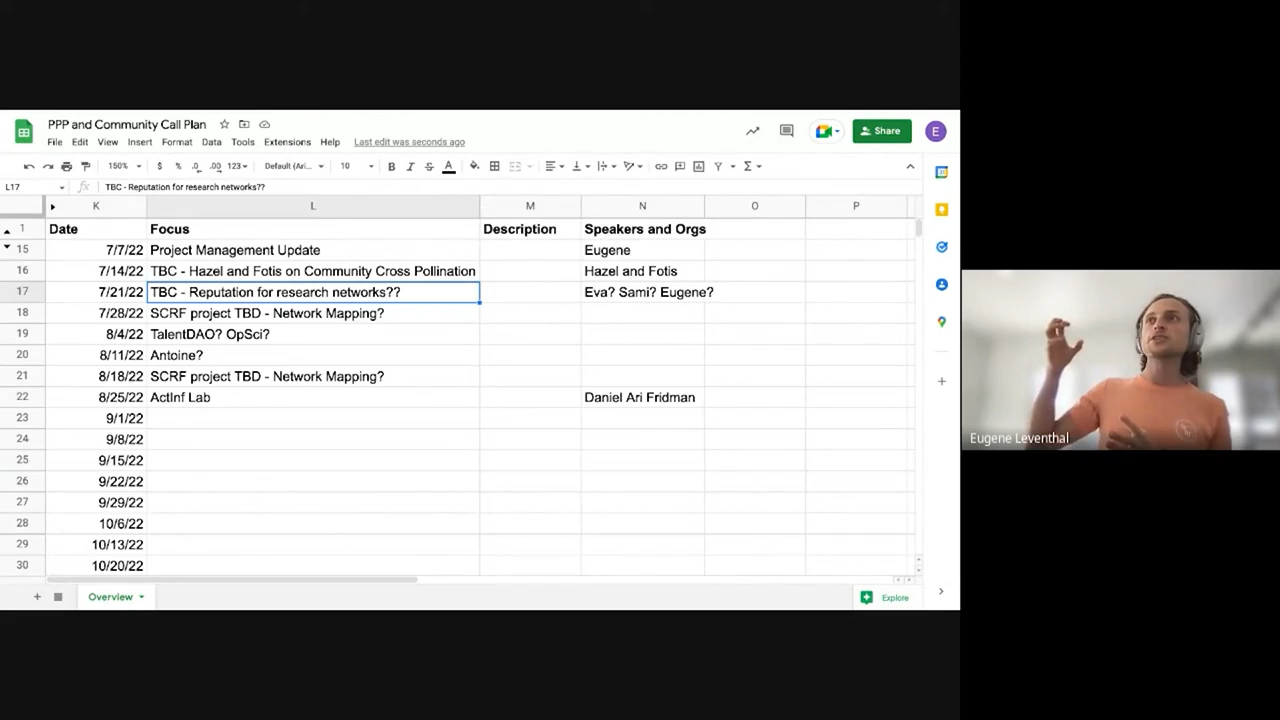 PPP and Community Call Plan
File Edit View Insert Format Data Tools Extensions Help Last edit was seconds ago
Share
E
150% $ % .0 .00 123 Default (Ari... 10 B I S A
L17 fx TBC - Reputation for research networks??
K L M N O P
1 Date Focus Description Speakers and Orgs
15 7/7/22 Project Management Update Eugene
16 7/14/22 TBC - Hazel and Fotis on Community Cross Pollination Hazel and Fotis
17 7/21/22 TBC - Reputation for research networks?? Eva? Sami? Eugene?
18 7/28/22 SCRF project TBD - Network Mapping?
19 8/4/22 TalentDAO? OpSci?
20 8/11/22 Antoine?
21 8/18/22 SCRF project TBD - Network Mapping?
22 8/25/22 ActInf Lab Daniel Ari Fridman
23 9/1/22
24 9/8/22
25 9/15/22
26 9/22/22
27 9/29/22
28 10/6/22
29 10/13/22
30 10/20/22
Overview
Explore
Eugene Leventhal